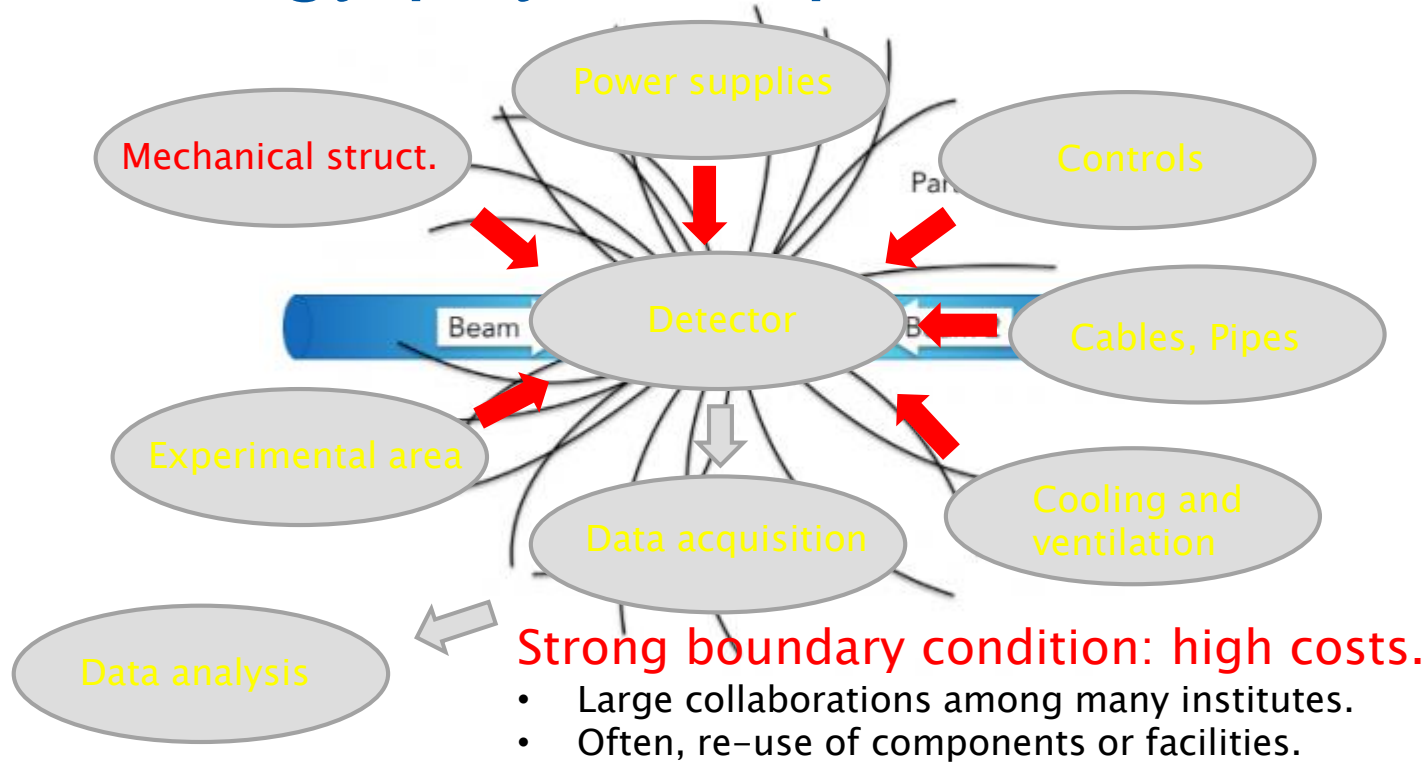 Power supplies
Mechanical struct.
Controls
Beam
Detector
Cables, Pipes
Experimental area
Cooling and
ventilation
Data acquisition
Data analysis
Strong boundary condition: high costs.
• Large collaborations among many institutes.
• Often, re-use of components or facilities.